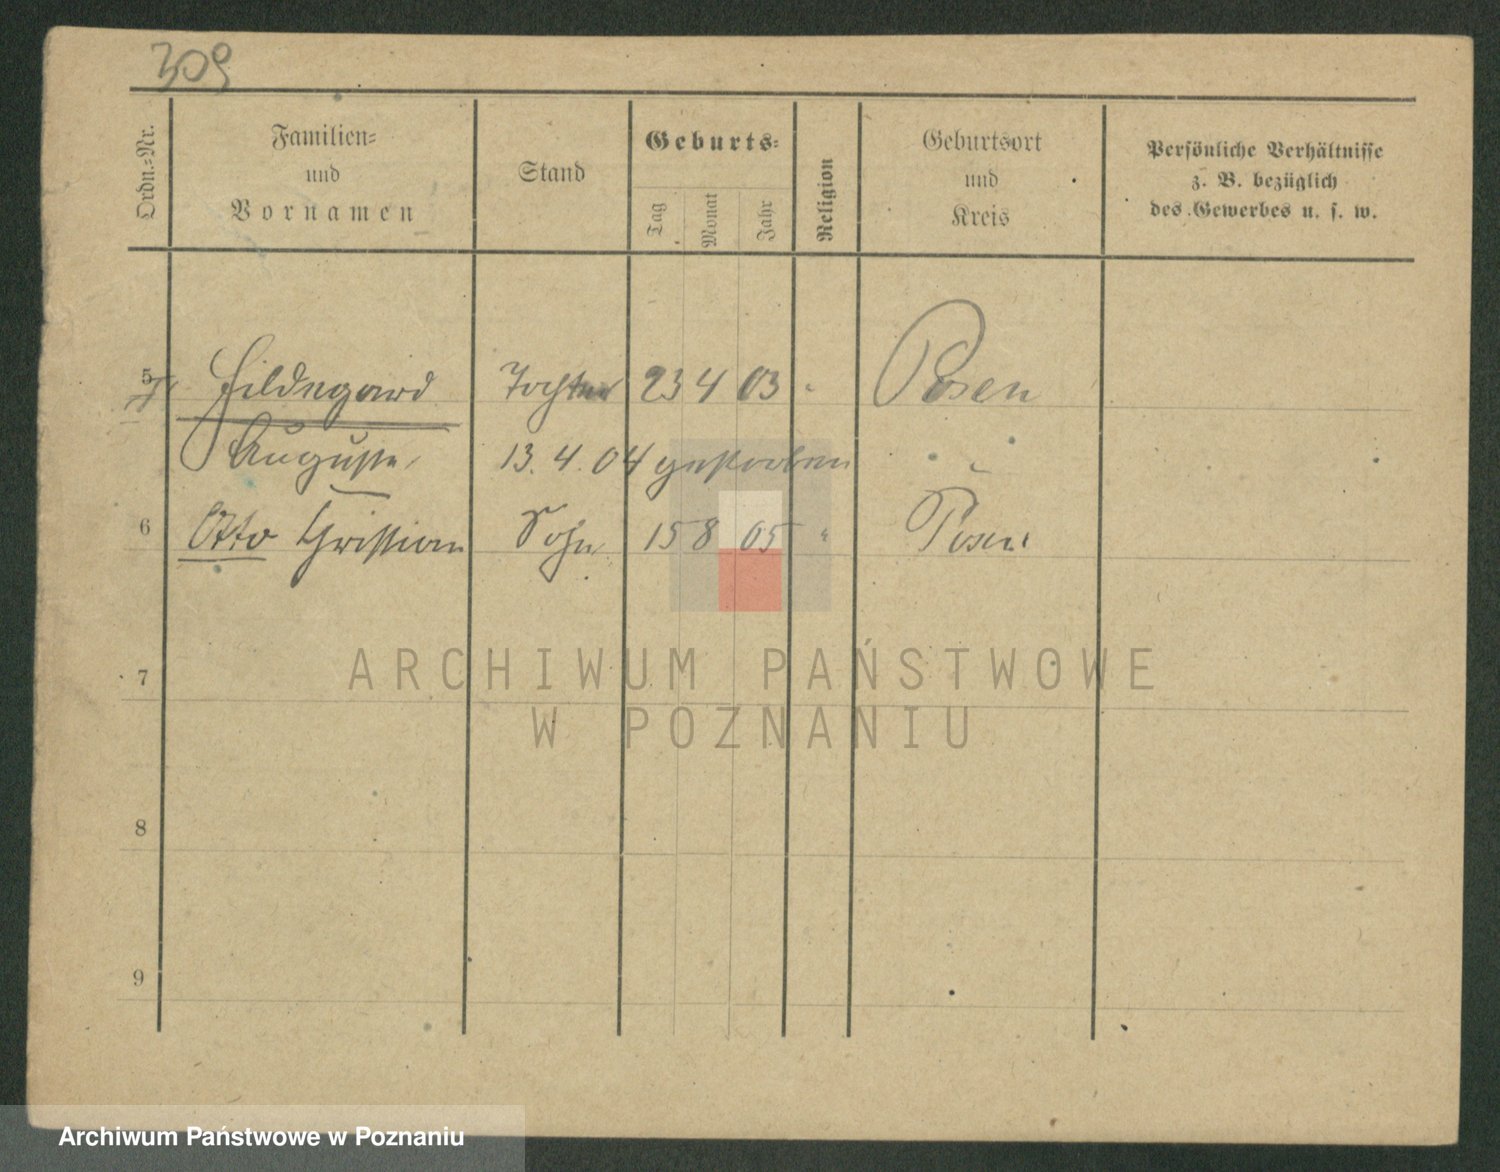 309
Ordn.-Nr.
Familien-
und
Vornamen
Stand
Geburts-
Tag
Monat
Jahr
Religion
Geburtsort
und
Kreis
Persönliche Verhältnisse
z. B. bezüglich
des Gewerbes u. s. w.
5 Hildegard Tochter 23 4 03 " Posen
Auguste 13. 4. 04 gestorben
6 Otto Christian Sohn 15 8 05 " Posen
7
8
9
ARCHIWUM PAŃSTWOWE
W POZNANIU
Archiwum Państwowe w Poznaniu